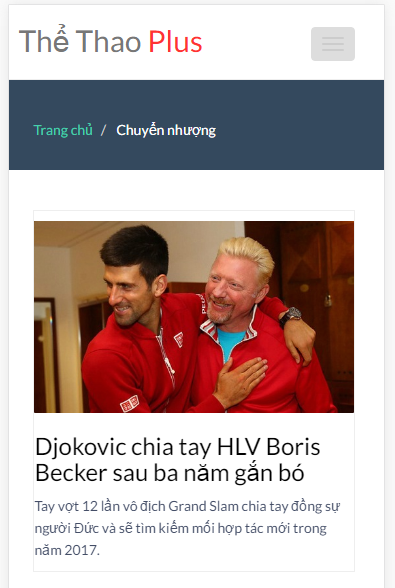 Thể Thao Plus
Trang chủ / Chuyển nhượng
Djokovic chia tay HLV Boris
Becker sau ba năm gắn bó
Tay vợt 12 lần vô địch Grand Slam chia tay đồng sự
người Đức và sẽ tìm kiếm mối hợp tác mới trong
năm 2017.